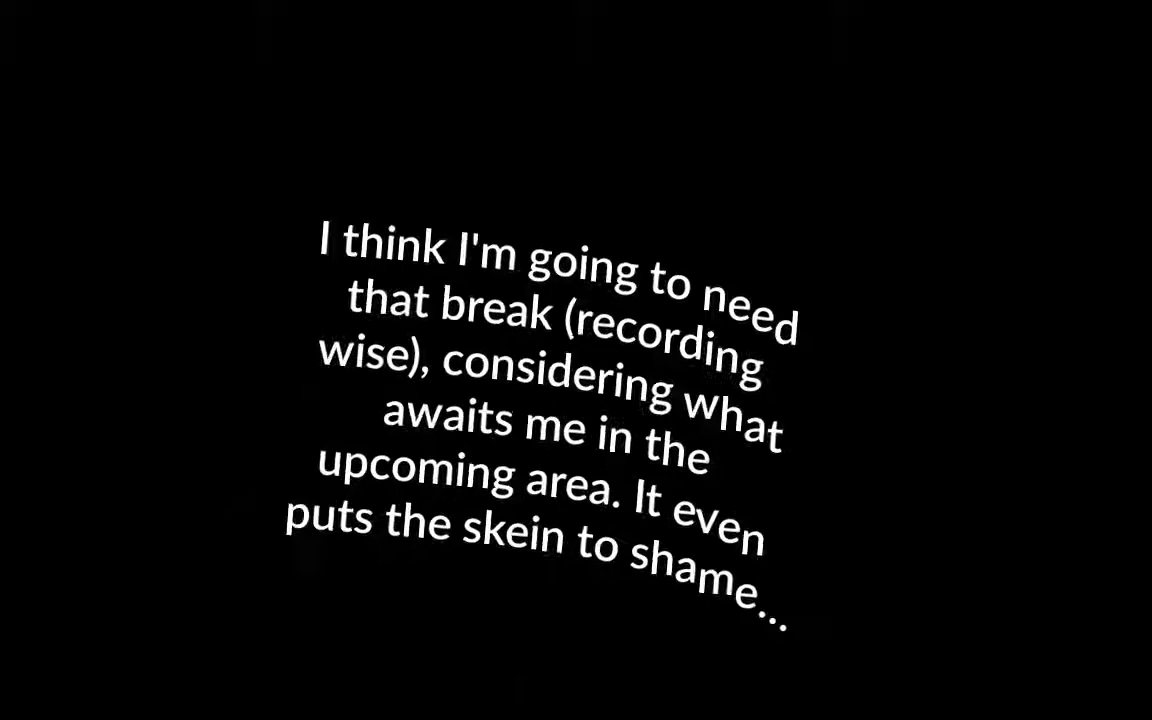 I think I'm going to need
that break (recording
wise), considering what
awaits me in the
upcoming area. It even
puts the skein to shame...